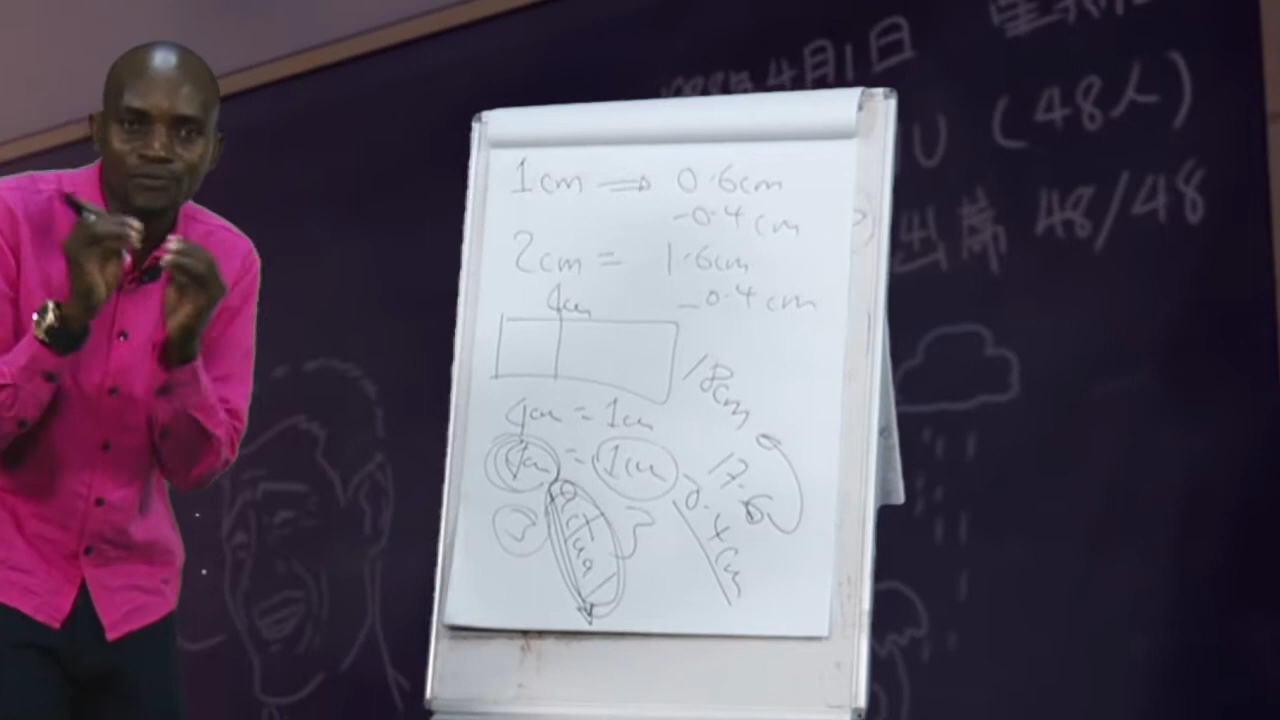 4月1日
(48人)
出席 48/48
1cm ⇒ 0.6cm
-0.4cm
2cm = 1.6cm
-0.4cm
4cm
18cm
4cm = 1cm
= 1cm
17.6
0.4cm
actual